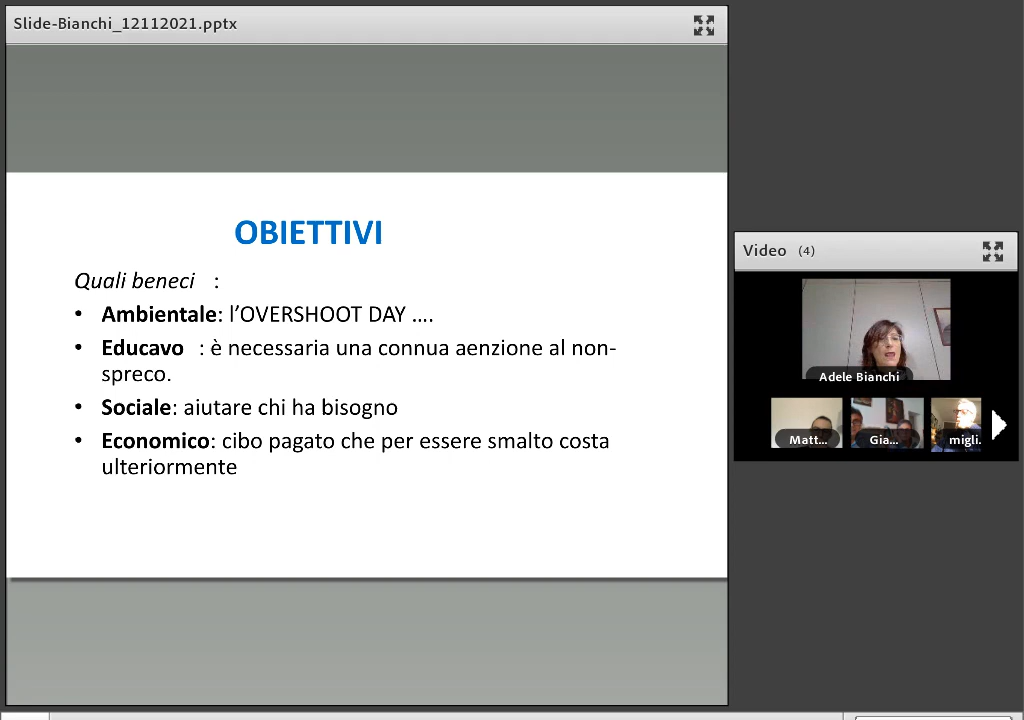 Slide-Bianchi_12112021.pptx
OBIETTIVI
Quali beneci :
• Ambientale: l’OVERSHOOT DAY ....
• Educavo : è necessaria una connua aenzione al non-
spreco.
• Sociale: aiutare chi ha bisogno
• Economico: cibo pagato che per essere smalto costa
ulteriormente
Video (4)
Adele Bianchi
Matt...
Gia...
migli.